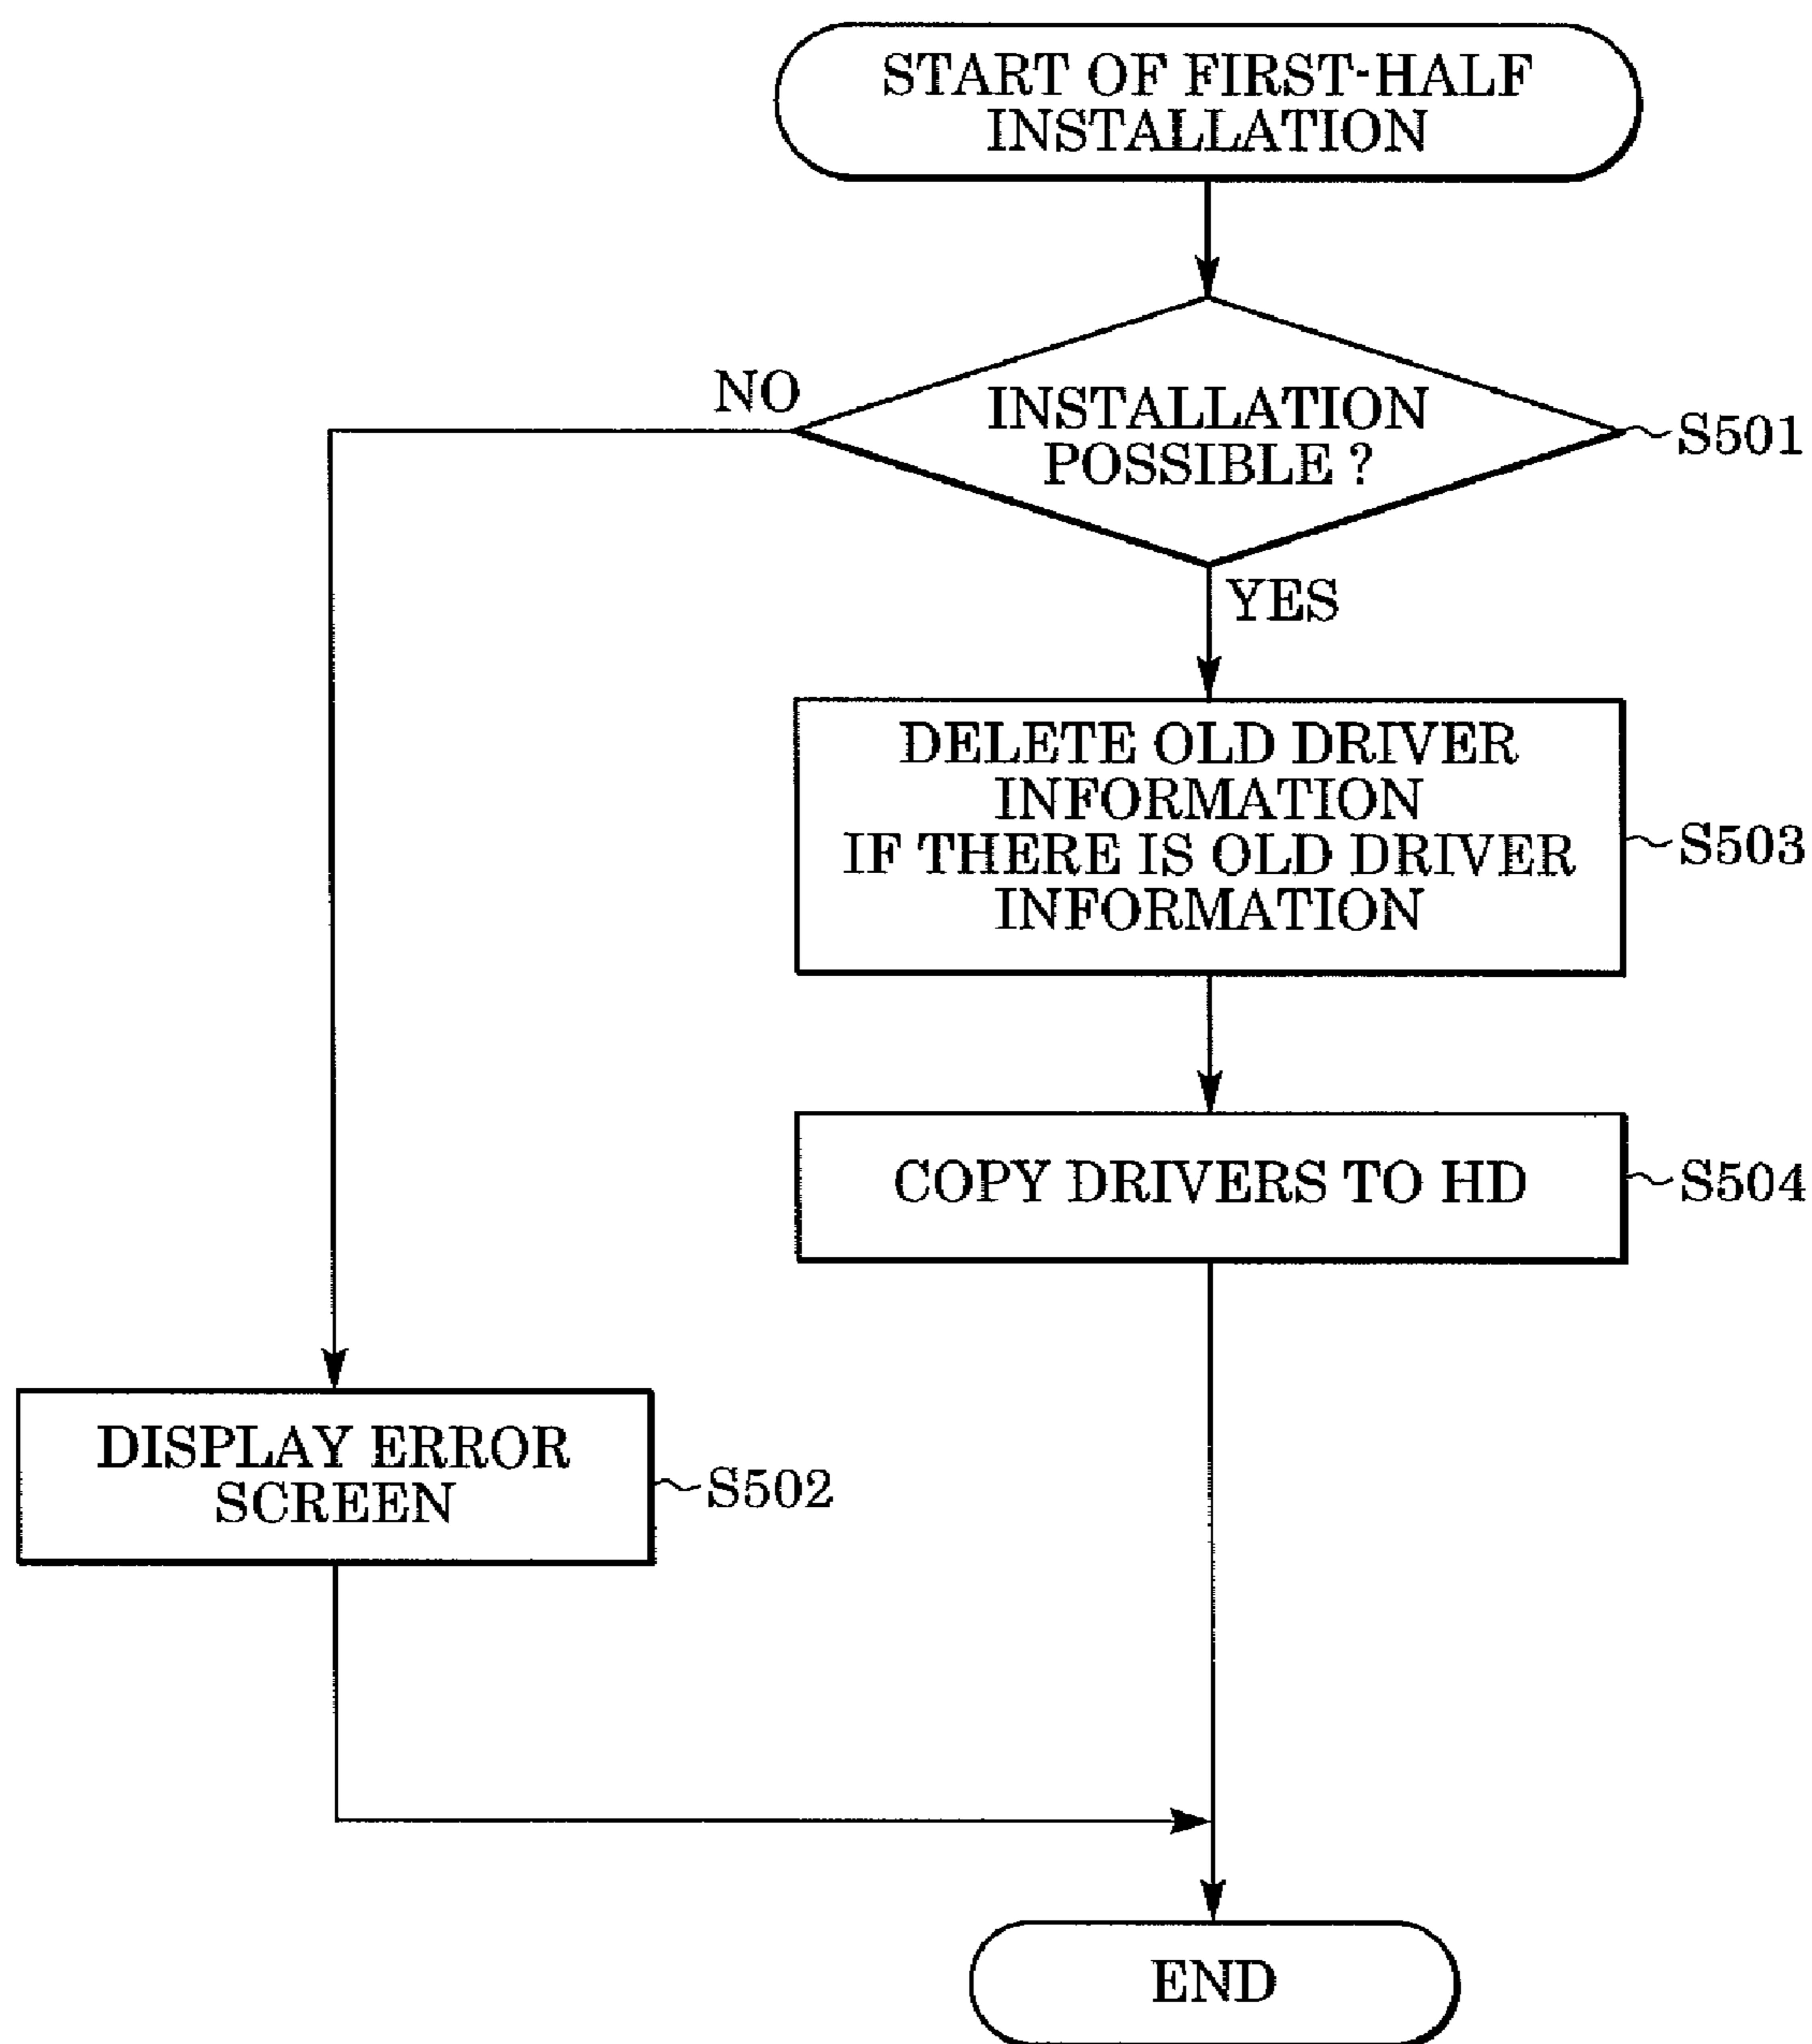 START OF FIRST-HALF
INSTALLATION
NO
INSTALLATION
POSSIBLE ?
S501
YES
DELETE OLD DRIVER
INFORMATION
IF THERE IS OLD DRIVER
INFORMATION
S503
COPY DRIVERS TO HD
S504
DISPLAY ERROR
SCREEN
S502
END